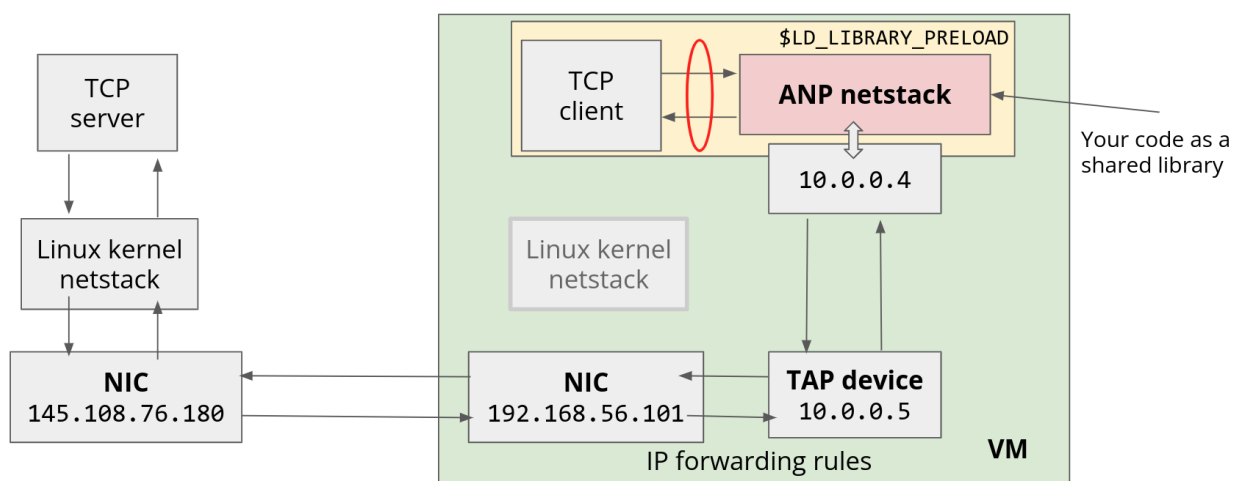 TCP
server
Linux kernel
netstack
NIC
145.108.76.180
$LD_LIBRARY_PRELOAD
TCP
client
ANP netstack
10.0.0.4
Your code as a
shared library
Linux kernel
netstack
NIC
192.168.56.101
TAP device
10.0.0.5
IP forwarding rules
VM